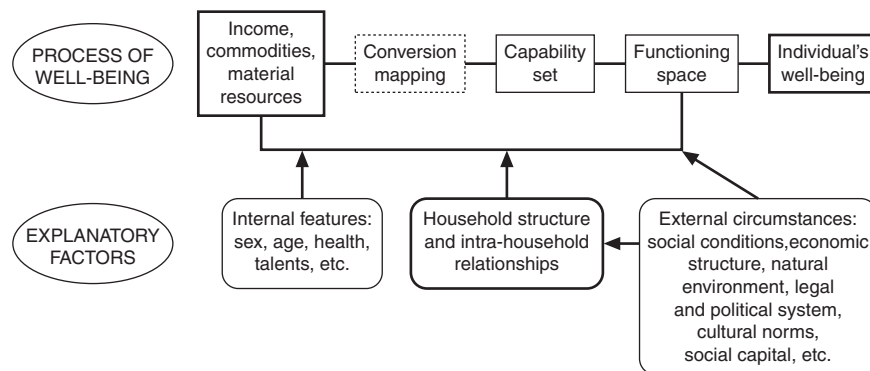 PROCESS OF
WELL-BEING
Income,
commodities,
material
resources
Conversion
mapping
Capability
set
Functioning
space
Individual's
well-being
EXPLANATORY
FACTORS
Internal features:
sex, age, health,
talents, etc.
Household structure
and intra-household
relationships
External circumstances:
social conditions,economic
structure, natural
environment, legal
and political system,
cultural norms,
social capital, etc.